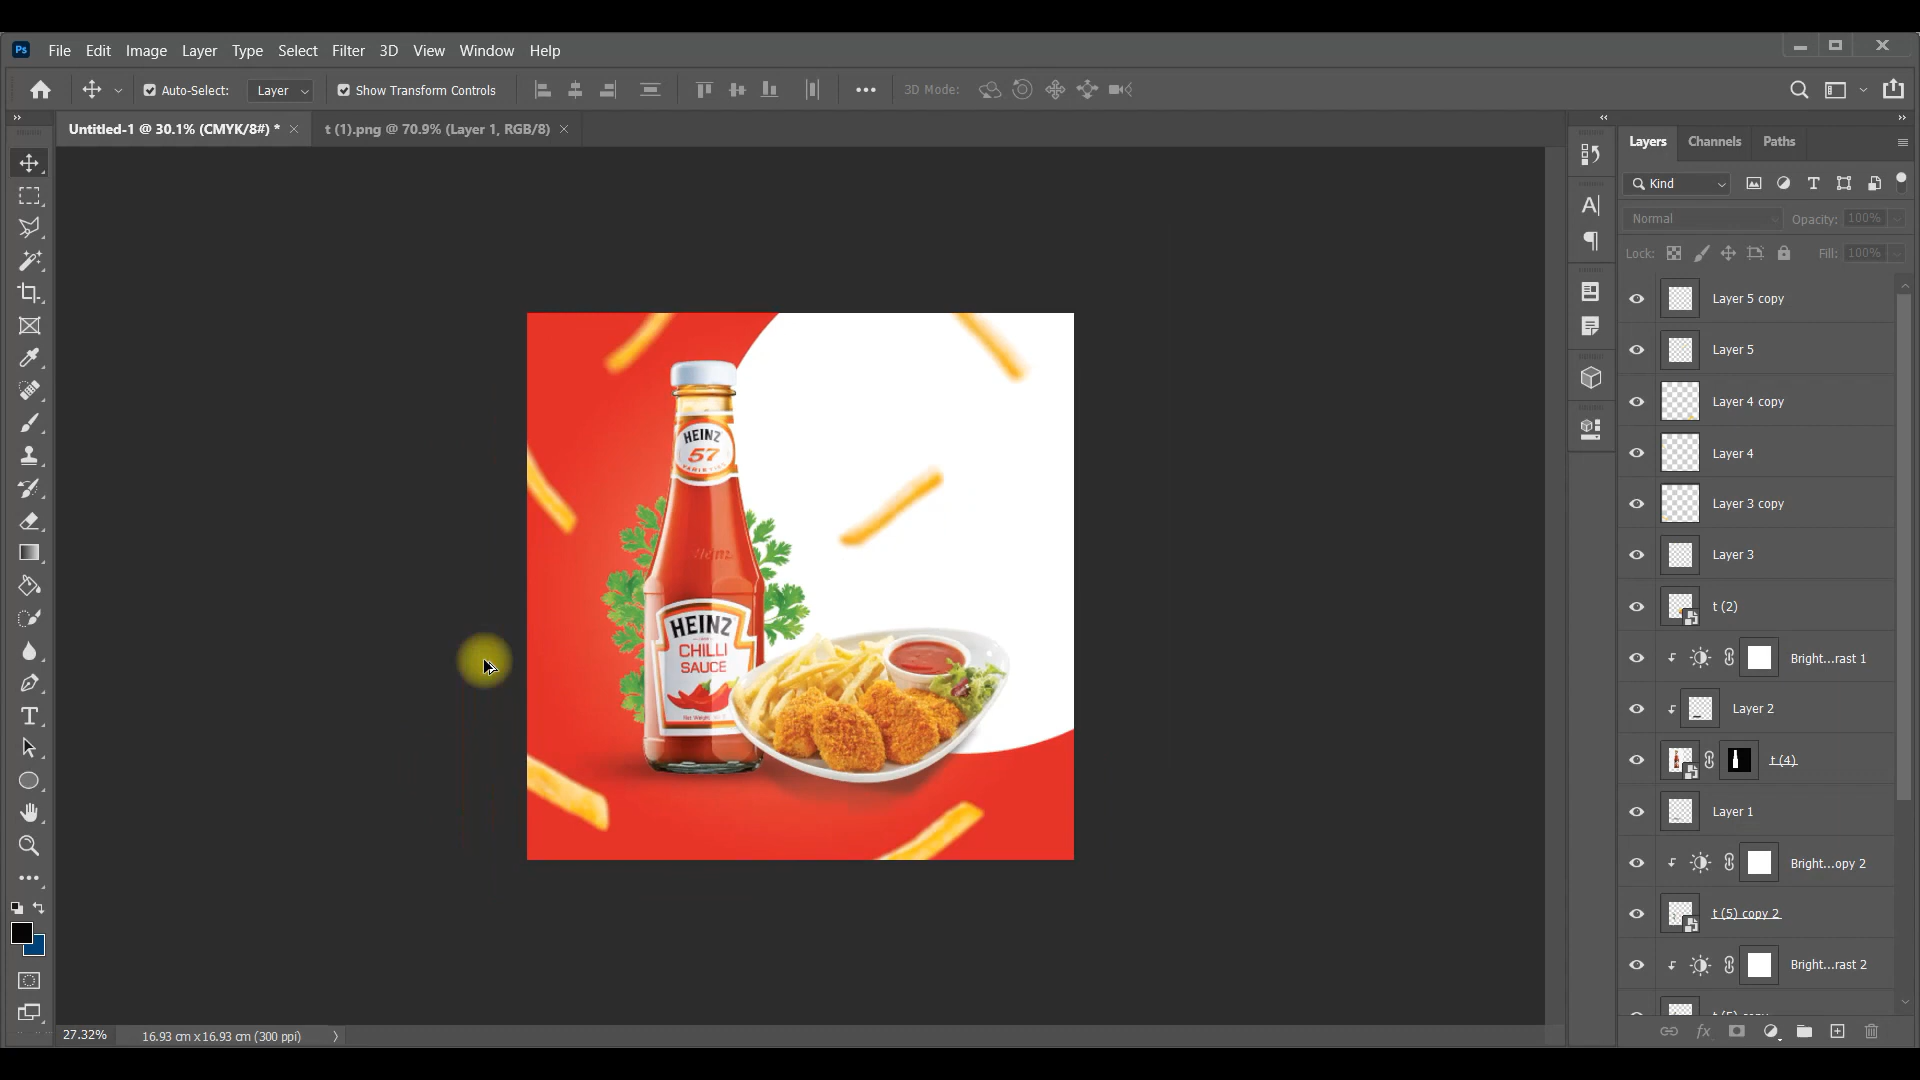 Ps File Edit Image Layer Type Select Filter 3D View Window Help
Auto-Select: Layer Show Transform Controls 3D Mode:
Untitled-1 @ 30.1% (CMYK/8#) * t (1).png @ 70.9% (Layer 1, RGB/8)
Layers Channels Paths
Kind
Normal Opacity: 100%
Lock: Fill: 100%
Layer 5 copy
Layer 5
Layer 4 copy
Layer 4
Layer 3 copy
Layer 3
t (2)
Bright...rast 1
Layer 2
t (4)
Layer 1
Bright...opy 2
t (5) copy 2
Bright...rast 2
HEINZ
57
VARIETIES
Heinz
HEINZ
CHILLI
SAUCE
27.32% 16.93 cm x 16.93 cm (300 ppi)